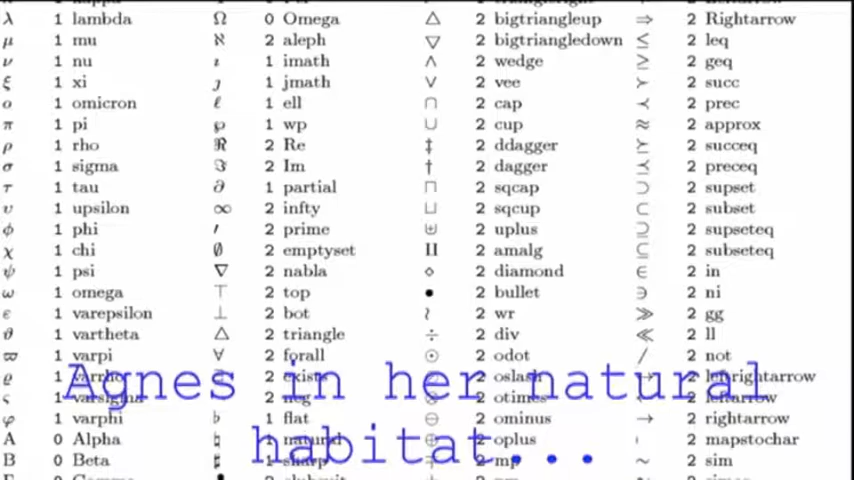 λ 1 lambda Ω 0 Omega △ 2 bigtriangleup ⇒ 2 Rightarrow
μ 1 mu ℵ 2 aleph ▽ 2 bigtriangledown ≤ 2 leq
ν 1 nu ı 1 imath ∧ 2 wedge ≥ 2 geq
ξ 1 xi ȷ 1 jmath ∨ 2 vee ≻ 2 succ
o 1 omicron ℓ 1 ell ∩ 2 cap ≺ 2 prec
π 1 pi ℘ 1 wp ∪ 2 cup ≈ 2 approx
ρ 1 rho ℜ 2 Re ‡ 2 ddagger ⪰ 2 succeq
σ 1 sigma ℑ 2 Im † 2 dagger ⪯ 2 preceq
τ 1 tau ∂ 1 partial ⊓ 2 sqcap ⊃ 2 supset
υ 1 upsilon ∞ 2 infty ⊔ 2 sqcup ⊂ 2 subset
ϕ 1 phi ′ 2 prime ⊎ 2 uplus ⊇ 2 supseteq
χ 1 chi ∅ 2 emptyset ⨿ 2 amalg ⊆ 2 subseteq
ψ 1 psi ∇ 2 nabla ⋄ 2 diamond ∈ 2 in
ω 1 omega ⊤ 2 top • 2 bullet ∋ 2 ni
ε 1 varepsilon ⊥ 2 bot ≀ 2 wr ≫ 2 gg
ϑ 1 vartheta △ 2 triangle ÷ 2 div ≪ 2 ll
ϖ 1 varpi ∀ 2 forall ⊙ 2 odot / 2 not
ϱ 1 varrho 2 exists 2 oslash 2 leftrightarrow
ς 1 varsigma 2 neg 2 otimes 2 leftarrow
φ 1 varphi ♭ 1 flat ⊖ 2 ominus → 2 rightarrow
A 0 Alpha ♮ 1 natural ⊕ 2 oplus 2 mapstochar
B 0 Beta ♯ 1 sharp ∓ 2 mp ∼ 2 sim
Agnes in her natural
habitat...